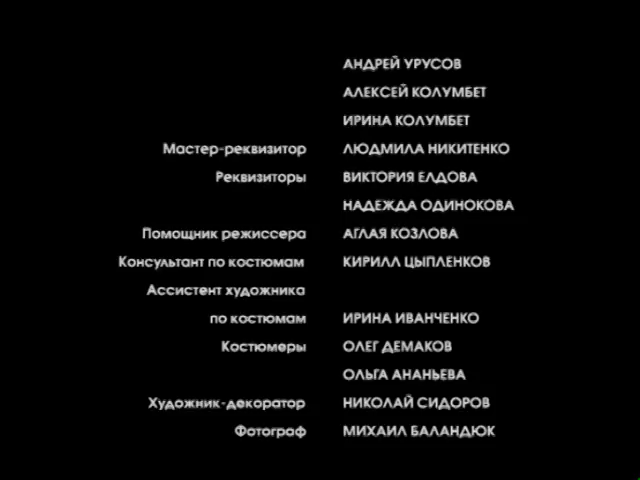 АНДРЕЙ УРУСОВ
АЛЕКСЕЙ КОЛУМБЕТ
ИРИНА КОЛУМБЕТ
Мастер-реквизитор ЛЮДМИЛА НИКИТЕНКО
Реквизиторы ВИКТОРИЯ ЕЛДОВА
НАДЕЖДА ОДИНОКОВА
Помощник режиссера АГЛАЯ КОЗЛОВА
Консультант по костюмам КИРИЛЛ ЦЫПЛЕНКОВ
Ассистент художника
по костюмам ИРИНА ИВАНЧЕНКО
Костюмеры ОЛЕГ ДЕМАКОВ
ОЛЬГА АНАНЬЕВА
Художник-декоратор НИКОЛАЙ СИДОРОВ
Фотограф МИХАИЛ БАЛАНДЮК